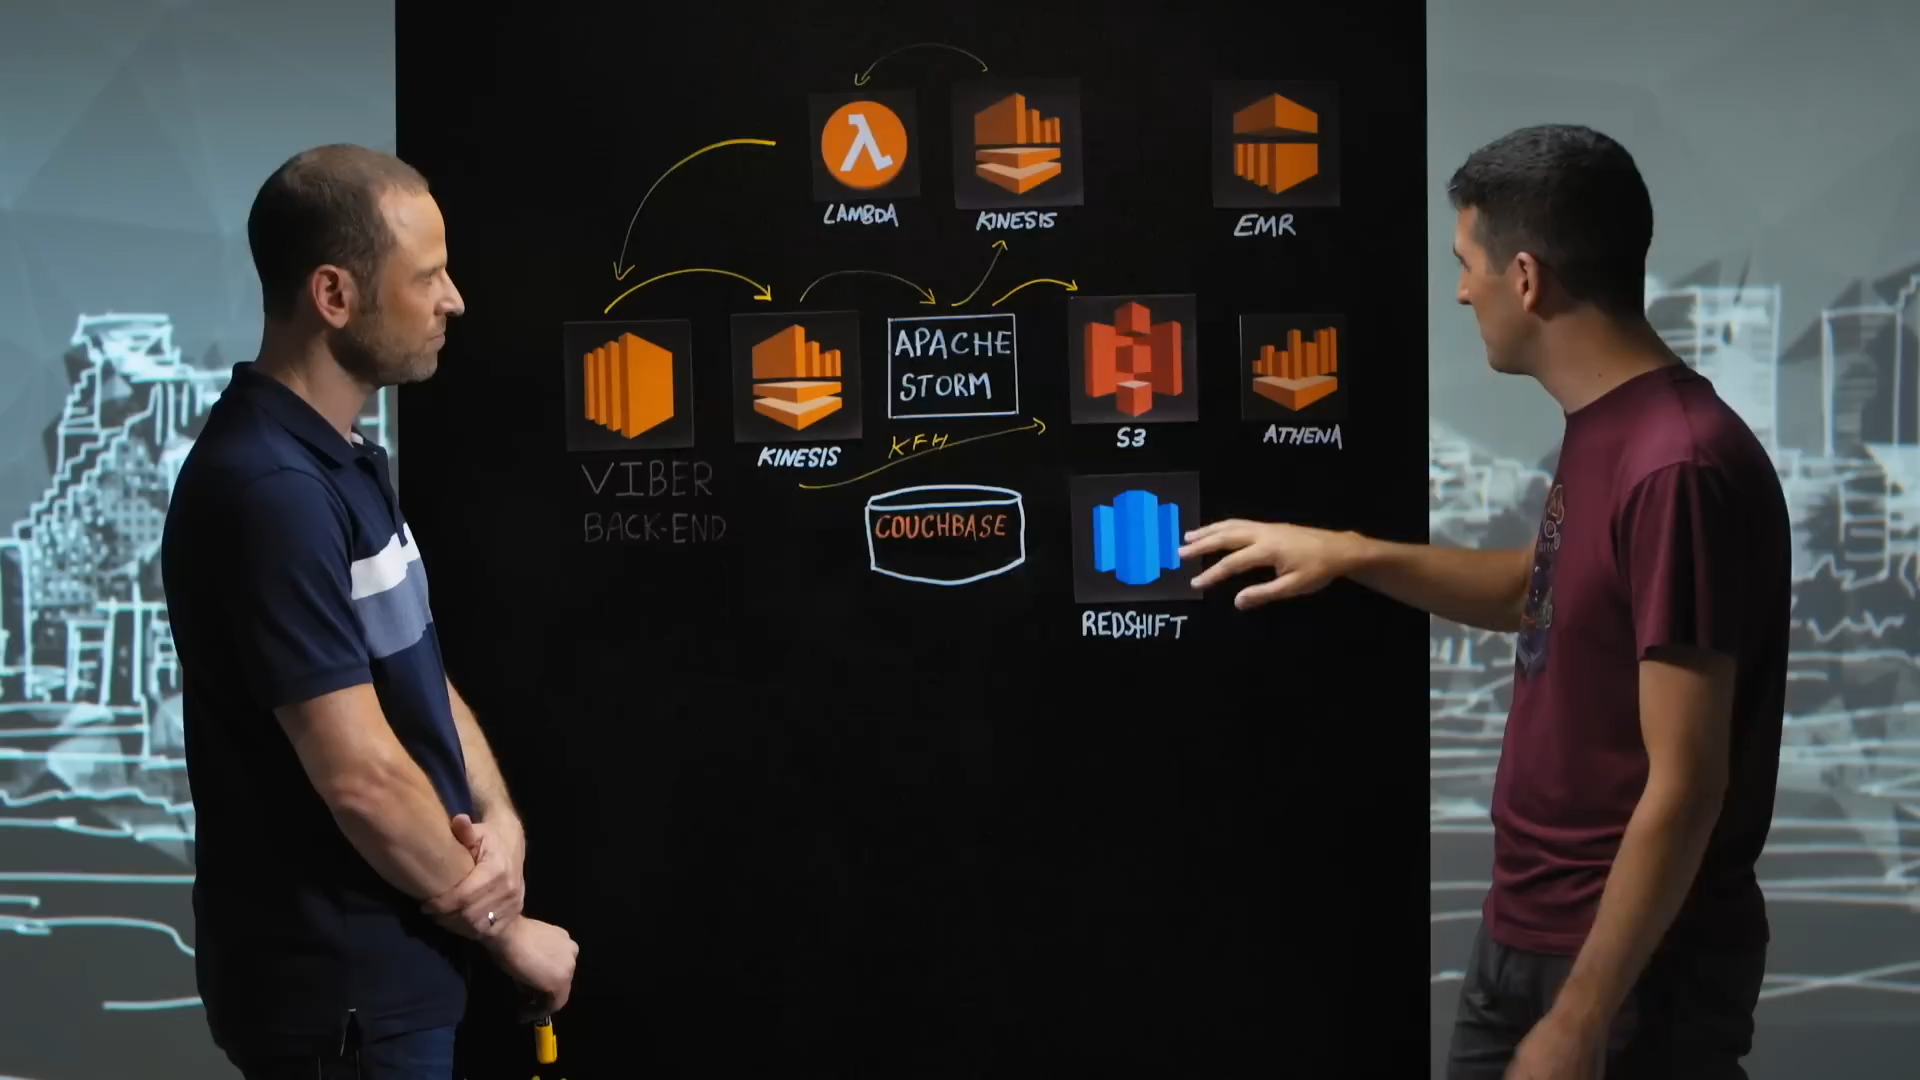 λ
LAMBDA
KINESIS
EMR
VIBER
BACK-END
KINESIS
APACHE
STORM
KFH
S3
ATHENA
COUCHBASE
REDSHIFT